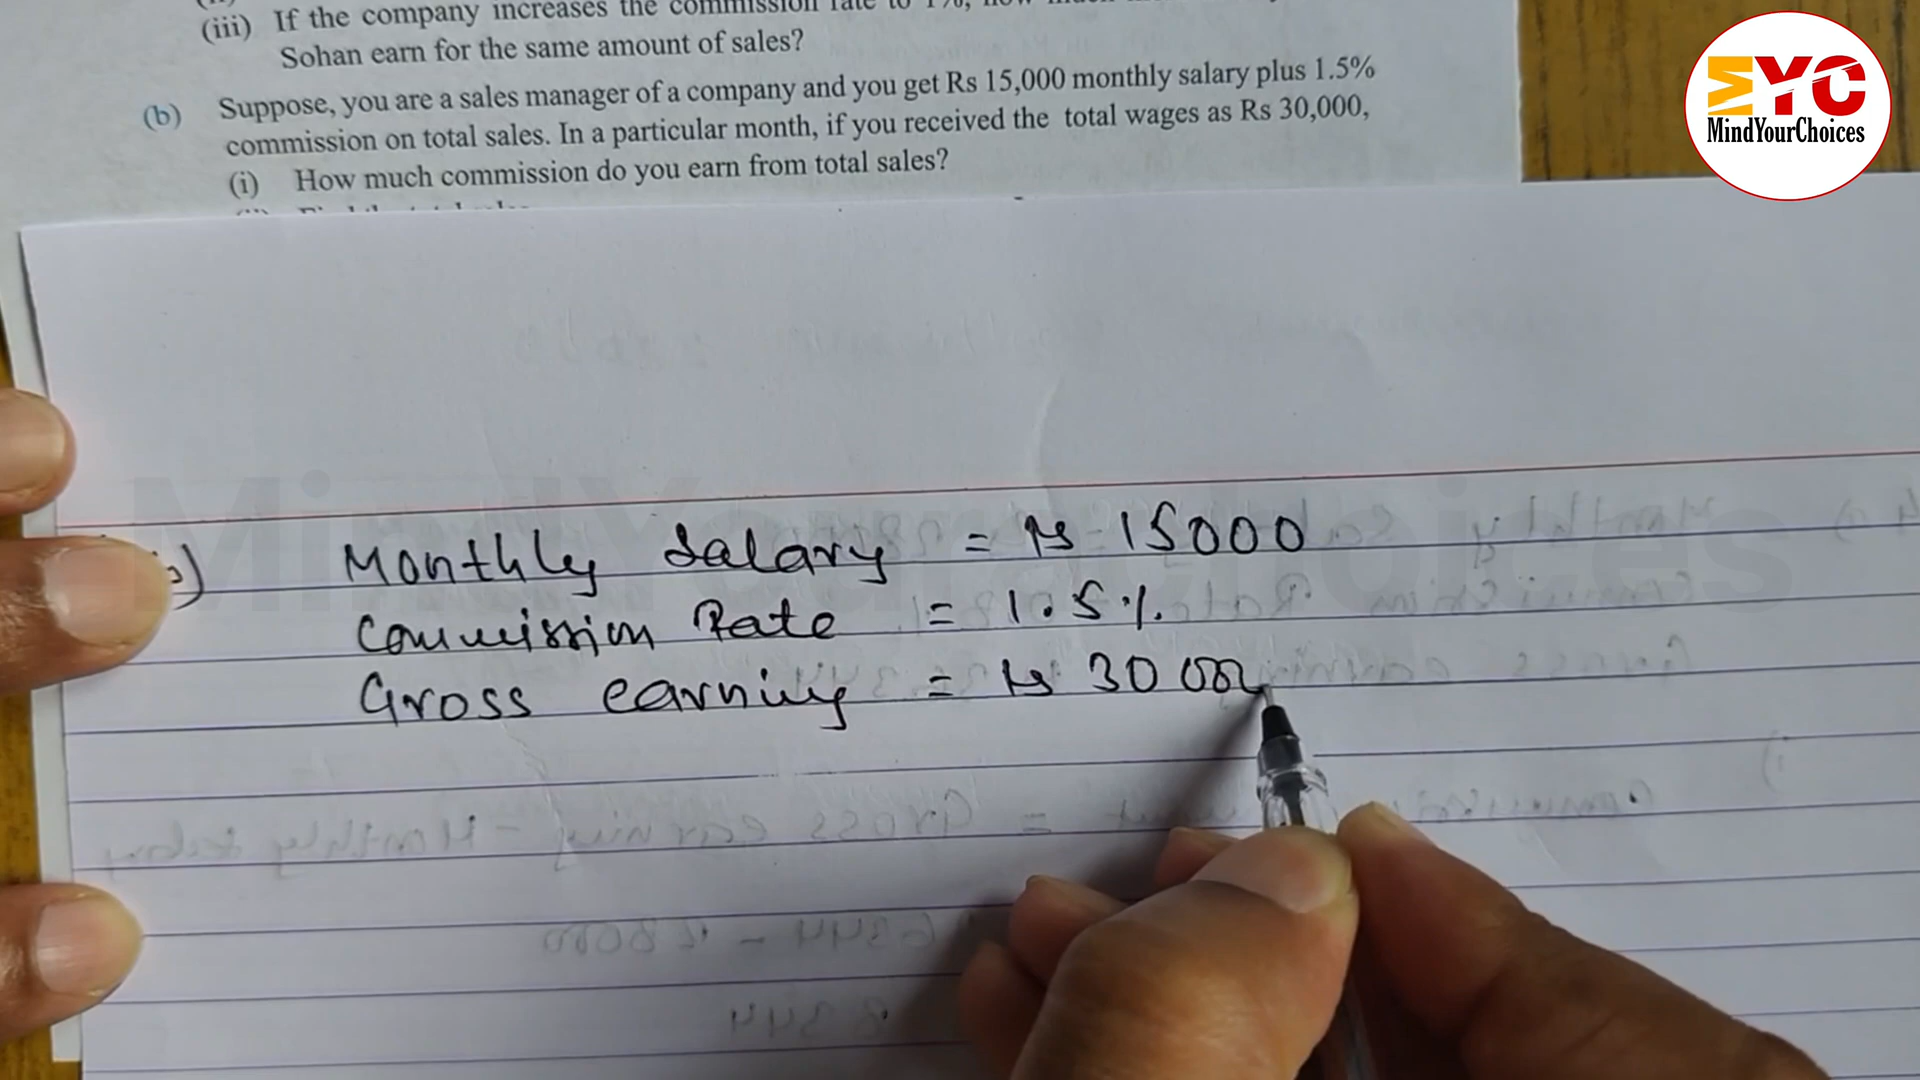 (iii) If the company increases the commission rate to 1%, how much
Sohan earn for the same amount of sales?
(b) Suppose, you are a sales manager of a company and you get Rs 15,000 monthly salary plus 1.5%
commission on total sales. In a particular month, if you received the total wages as Rs 30,000,
(i) How much commission do you earn from total sales?
MYC
MindYourChoices
MindYourChoices
Monthly Salary = Rs 15000
Commission Rate = 1.5%
Gross earning = Rs 30000